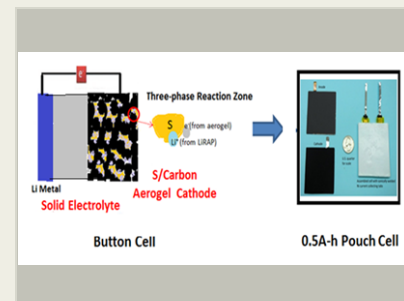 e
Three-phase Reaction Zone
S
e (from aerogel)
Li⁺ (from LiRAP)
Li Metal
Solid Electrolyte
S/Carbon
Aerogel Cathode
Button Cell
0.5A-h Pouch Cell